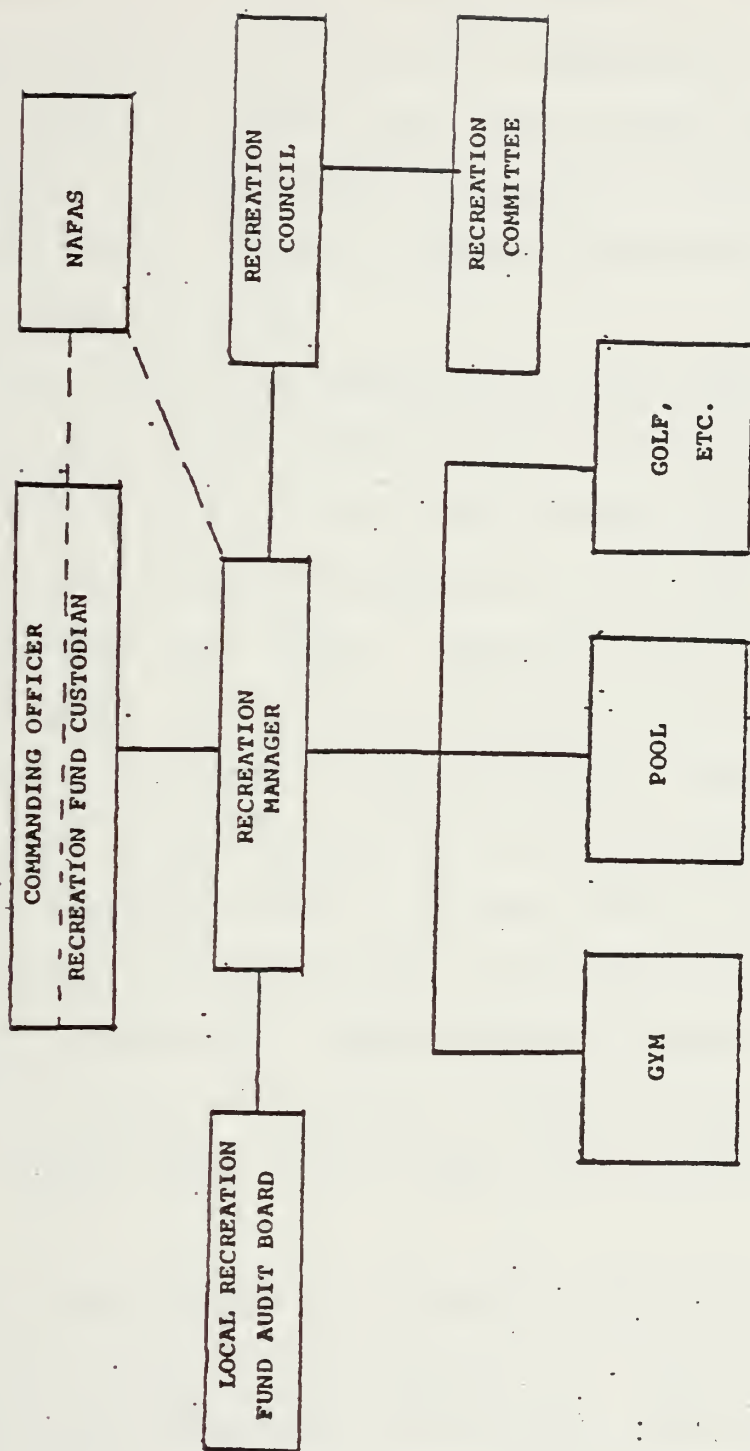 COMMANDING OFFICER
RECREATION FUND CUSTODIAN
NAFAS
LOCAL RECREATION
FUND AUDIT BOARD
RECREATION
MANAGER
RECREATION
COUNCIL
RECREATION
COMMITTEE
GYM
POOL
GOLF,
ETC.